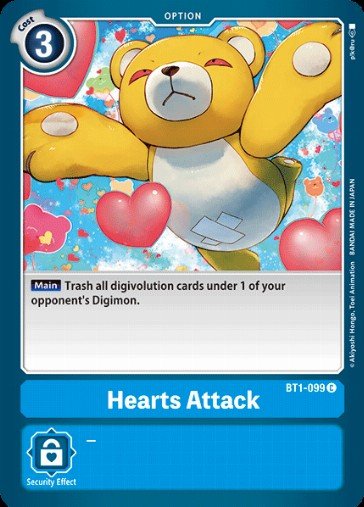 OPTION
Cost
3
Main Trash all digivolution cards under 1 of your
opponent's Digimon.
©Akiyoshi Hongo, Toei Animation BANDAI MADE IN JAPAN
BT1-099 C
Hearts Attack
–
Security Effect